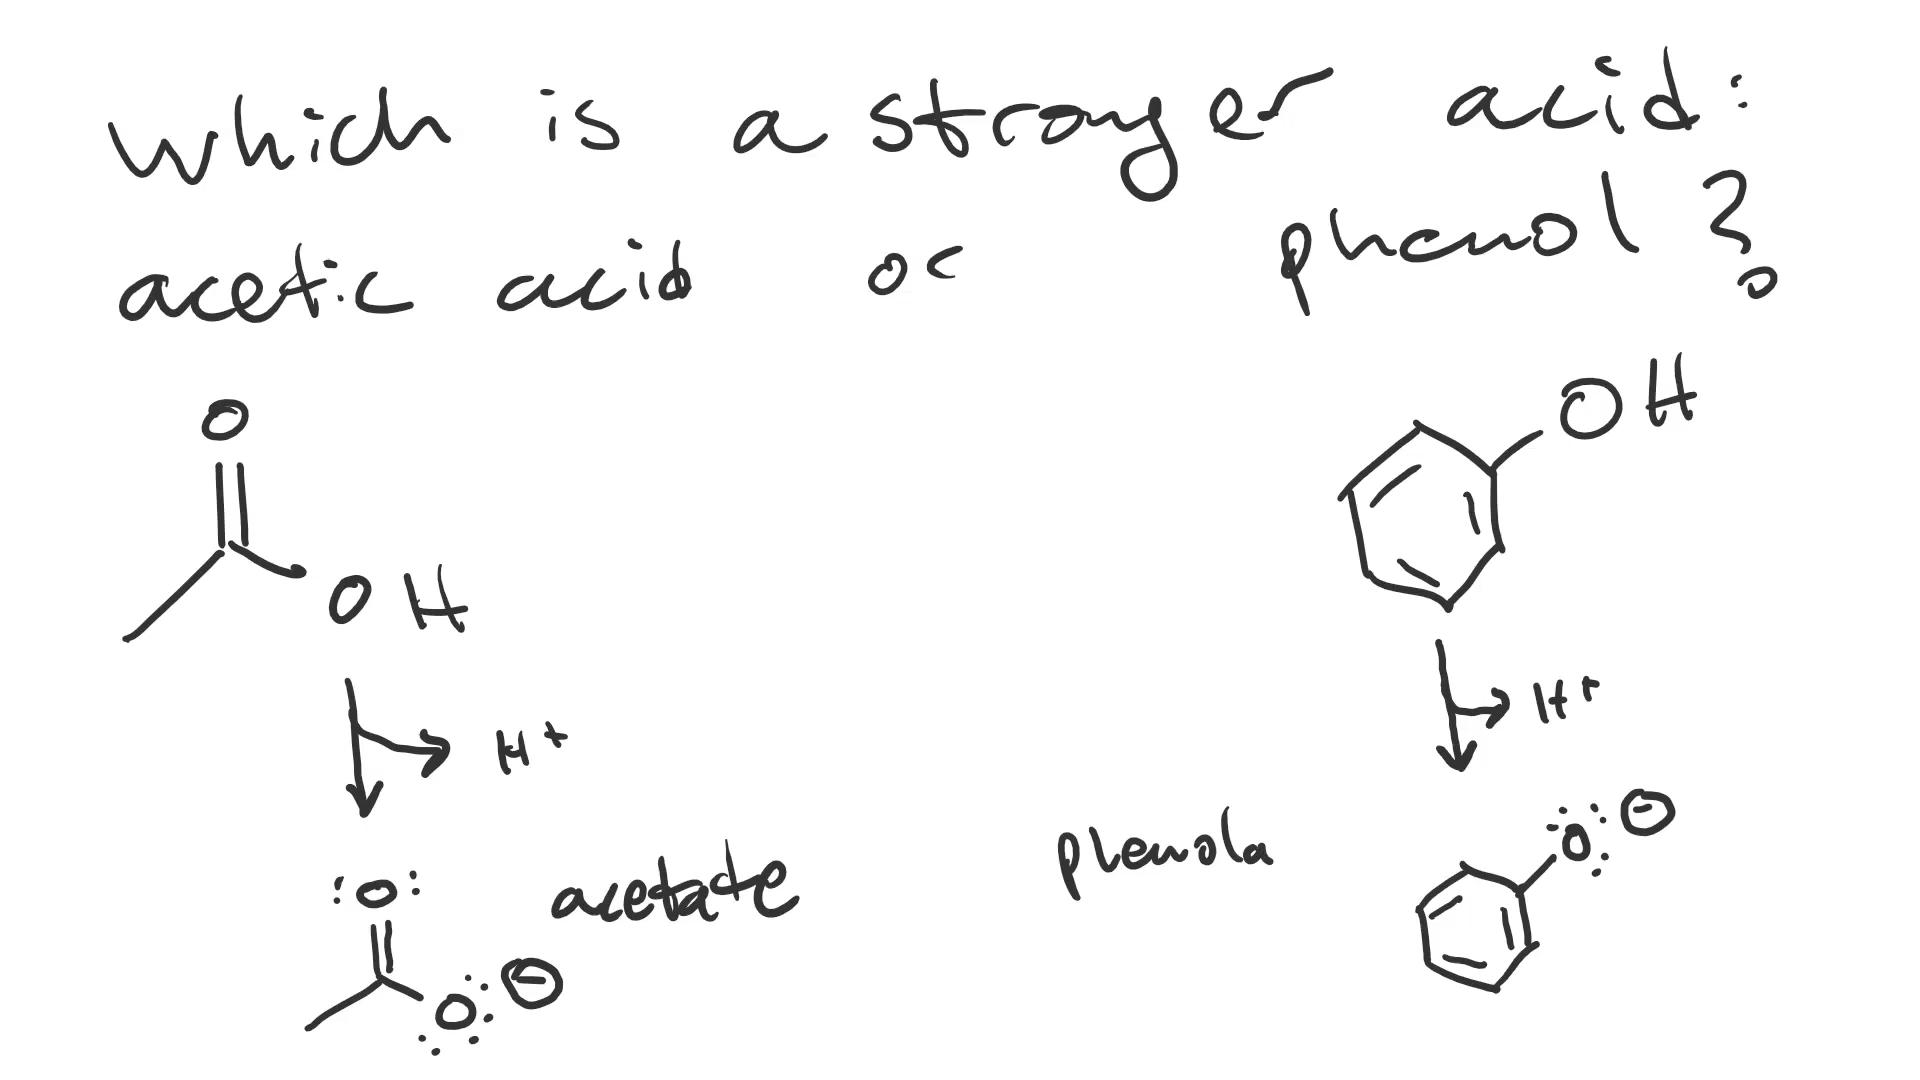 which is a stronger acid:
acetic acid or phenol?
O
OH
OH
H+
H+
:O:
acetate
phenola
O
O